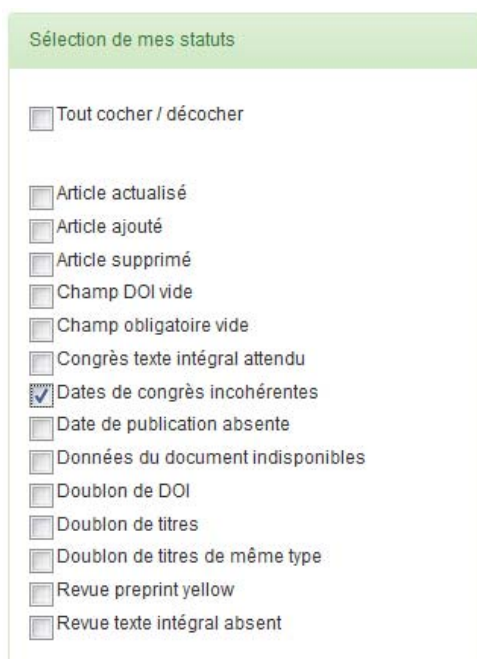 Sélection de mes statuts
Tout cocher / décocher
Article actualisé
Article ajouté
Article supprimé
Champ DOI vide
Champ obligatoire vide
Congrès texte intégral attendu
Dates de congrès incohérentes
Date de publication absente
Données du document indisponibles
Doublon de DOI
Doublon de titres
Doublon de titres de même type
Revue preprint yellow
Revue texte intégral absent